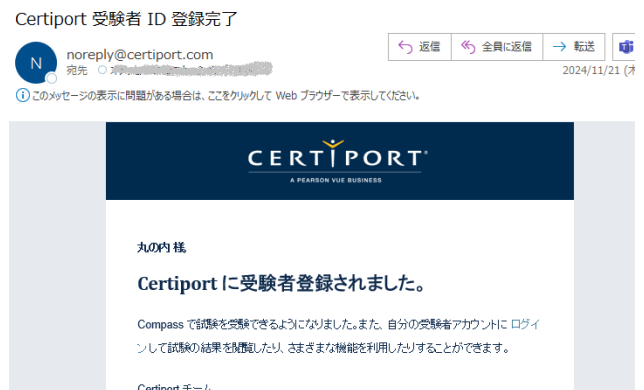 Certiport 受験者 ID 登録完了
返信 全員に返信 転送
N
noreply@certiport.com
宛先
2024/11/21 (木
このメッセージの表示に問題がある場合は、ここをクリックして Web ブラウザーで表示してください。
CERTIPORT
A PEARSON VUE BUSINESS
丸の内 様,
Certiport に受験者登録されました。
Compass で試験を受験できるようになりました。また、自分の受験者アカウントに ログイ
ンして試験の結果を閲覧したり、さまざまな機能を利用したりすることができます。
Certiport チーム